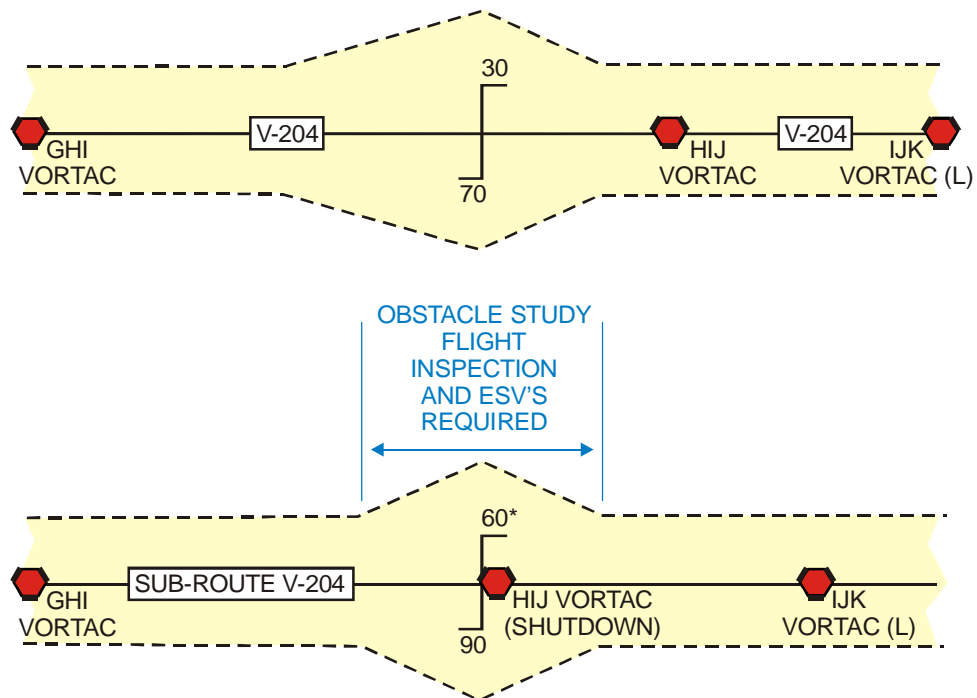 30
V-204
V-204
GHI
VORTAC
HIJ
VORTAC
IJK
VORTAC (L)
70
OBSTACLE STUDY
FLIGHT
INSPECTION
AND ESV'S
REQUIRED
60*
SUB-ROUTE V-204
GHI
VORTAC
HIJ VORTAC
(SHUTDOWN)
IJK
VORTAC (L)
90